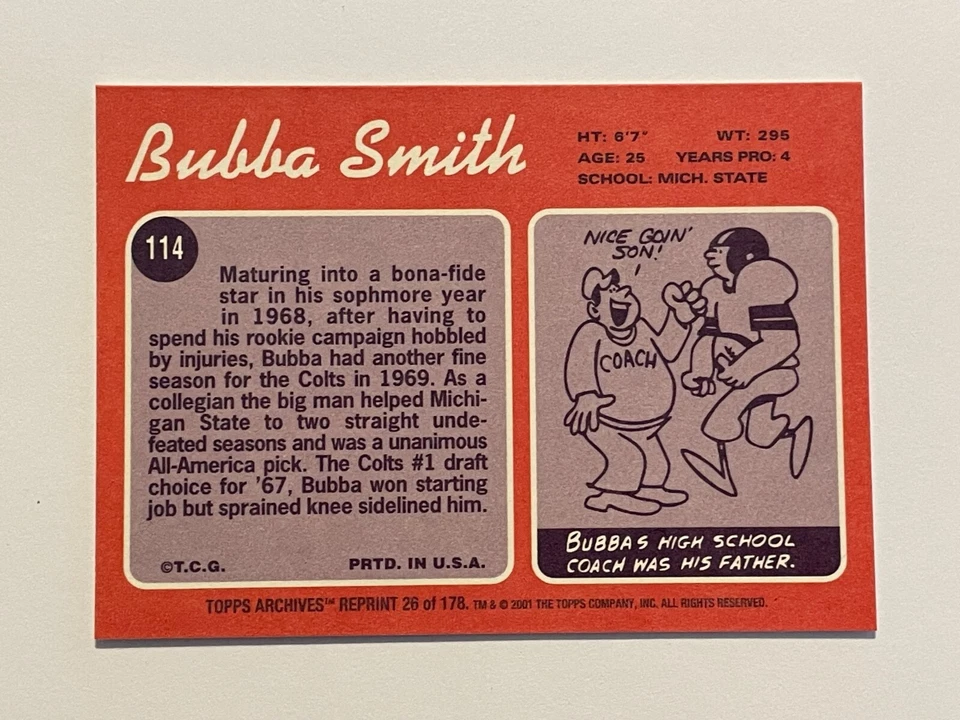 Bubba Smith
HT: 6'7" WT: 295
AGE: 25 YEARS PRO: 4
SCHOOL: MICH. STATE
114
Maturing into a bona-fide
star in his sophmore year
in 1968, after having to
spend his rookie campaign hobbled
by injuries, Bubba had another fine
season for the Colts in 1969. As a
collegian the big man helped Michi-
gan State to two straight unde-
feated seasons and was a unanimous
All-America pick. The Colts #1 draft
choice for '67, Bubba won starting
job but sprained knee sidelined him.
©T.C.G. PRTD. IN U.S.A.
NICE GOIN'
SON!
COACH
BUBBAS HIGH SCHOOL
COACH WAS HIS FATHER.
TOPPS ARCHIVES™ REPRINT 26 of 178. TM & © 2001 THE TOPPS COMPANY, INC. ALL RIGHTS RESERVED.